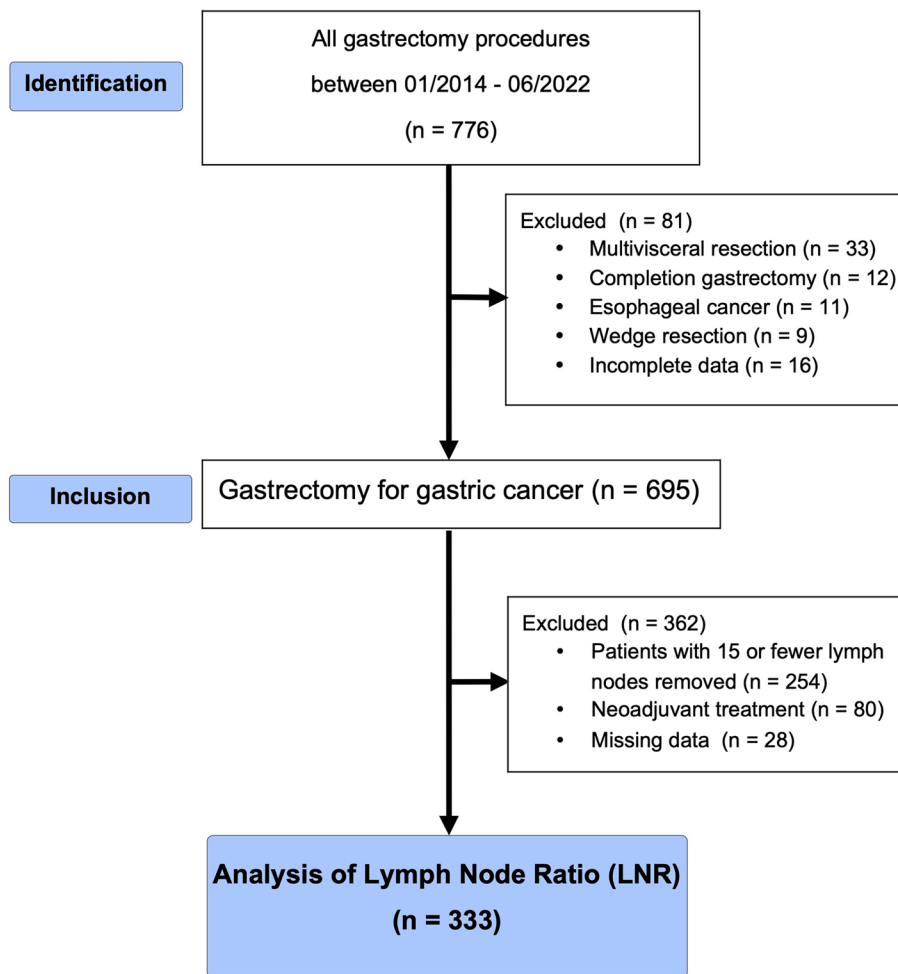 All gastrectomy procedures
between 01/2014 - 06/2022
(n = 776)
Identification
Excluded (n = 81)
• Multivisceral resection (n = 33)
• Completion gastrectomy (n = 12)
• Esophageal cancer (n = 11)
• Wedge resection (n = 9)
• Incomplete data (n = 16)
Inclusion
Gastrectomy for gastric cancer (n = 695)
Excluded (n = 362)
• Patients with 15 or fewer lymph
nodes removed (n = 254)
• Neoadjuvant treatment (n = 80)
• Missing data (n = 28)
Analysis of Lymph Node Ratio (LNR)
(n = 333)